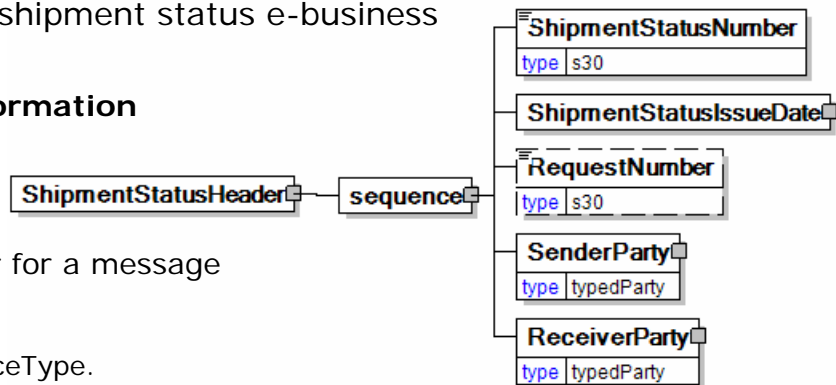 shipment status e-business
ormation
for a message
ceType.
ShipmentStatusHeader
sequence
ShipmentStatusNumber
type s30
ShipmentStatusIssueDate
RequestNumber
type s30
SenderParty
type typedParty
ReceiverParty
type typedParty